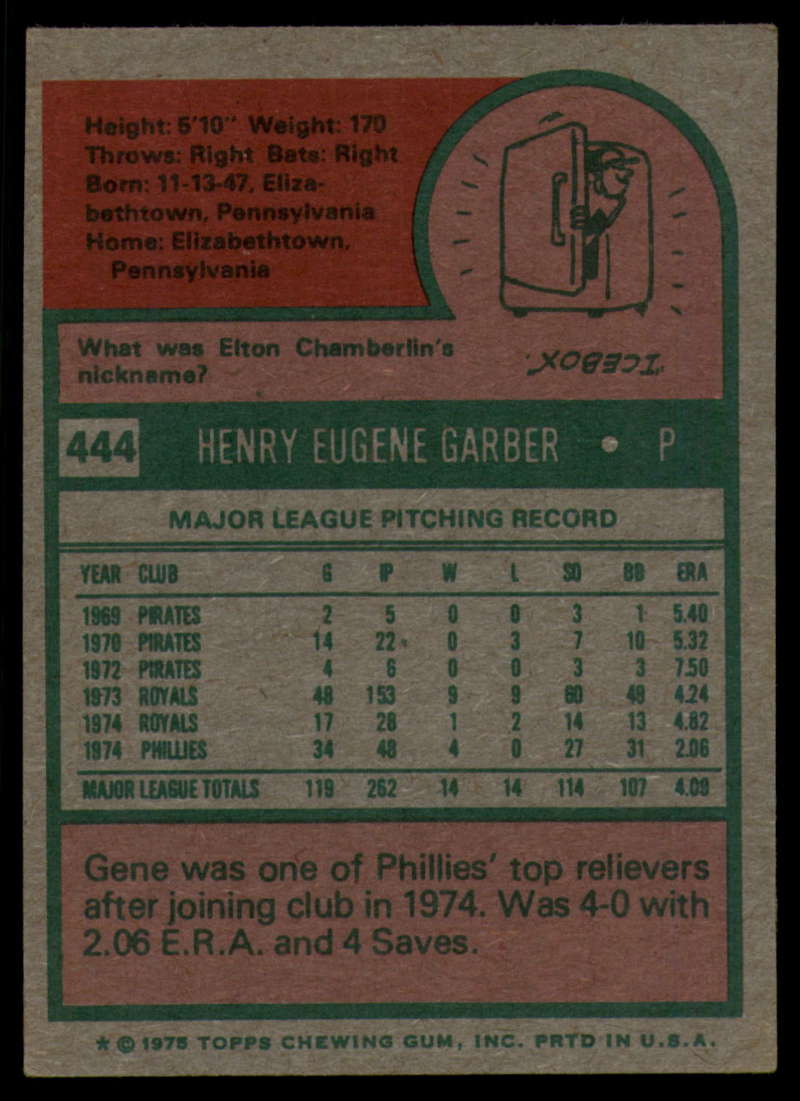 Height: 5'10" Weight: 170
Throws: Right Bats: Right
Born: 11-13-47, Eliza-
bethtown, Pennsylvania
Home: Elizabethtown,
Pennsylvania
What was Elton Chamberlin's
nickname?
"ICEBOX".
444 HENRY EUGENE GARBER • P
MAJOR LEAGUE PITCHING RECORD
YEAR CLUB G IP W L SO BB ERA
1969 PIRATES 2 5 0 0 3 1 5.40
1970 PIRATES 14 22 0 3 7 10 5.32
1972 PIRATES 4 6 0 0 3 3 7.50
1973 ROYALS 48 153 9 9 60 49 4.24
1974 ROYALS 17 28 1 2 14 13 4.82
1974 PHILLIES 34 48 4 0 27 31 2.06
MAJOR LEAGUE TOTALS 119 262 14 14 114 107 4.09
Gene was one of Phillies' top relievers
after joining club in 1974. Was 4-0 with
2.06 E.R.A. and 4 Saves.
* © 1975 TOPPS CHEWING GUM, INC. PRTD IN U.S.A.